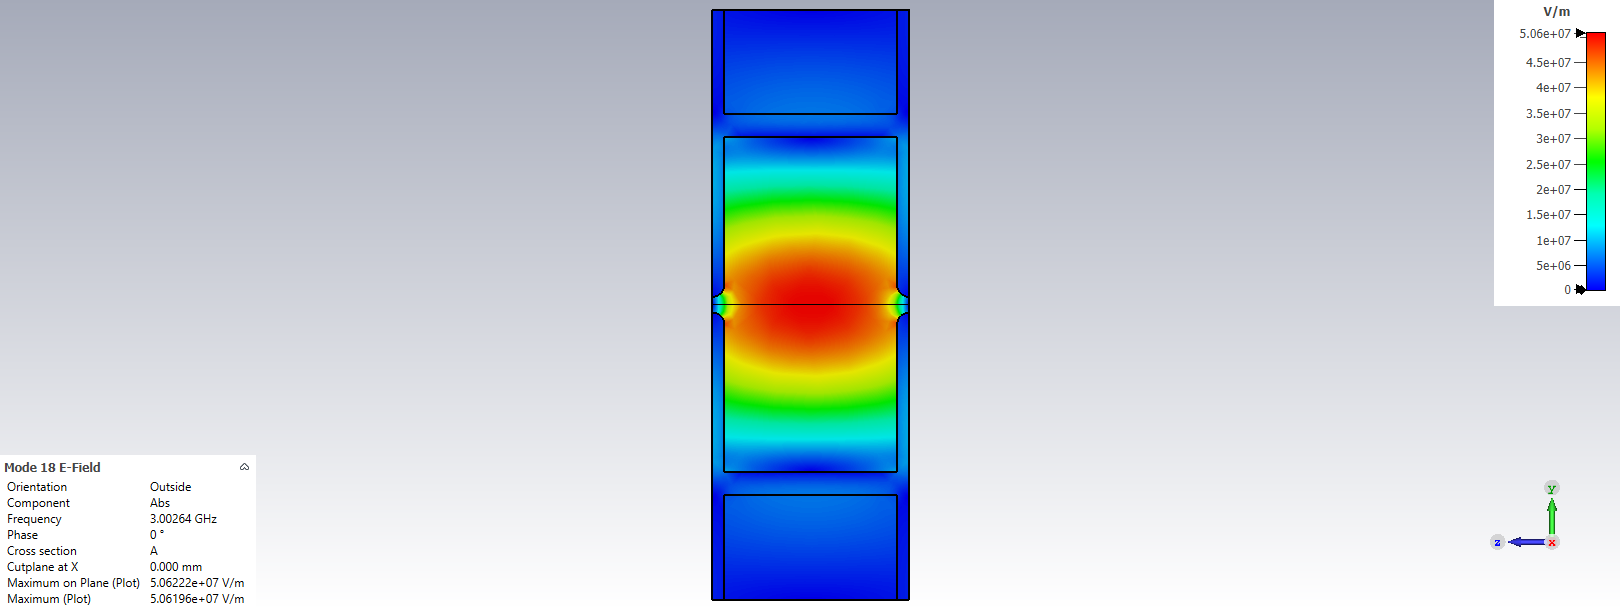 V/m
5.06e+07
4.5e+07
4e+07
3.5e+07
3e+07
2.5e+07
2e+07
1.5e+07
1e+07
5e+06
0
Mode 18 E-Field
Orientation Outside
Component Abs
Frequency 3.00264 GHz
Phase 0 °
Cross section A
Cutplane at X 0.000 mm
Maximum on Plane (Plot) 5.06222e+07 V/m
Maximum (Plot) 5.06196e+07 V/m
y
z x